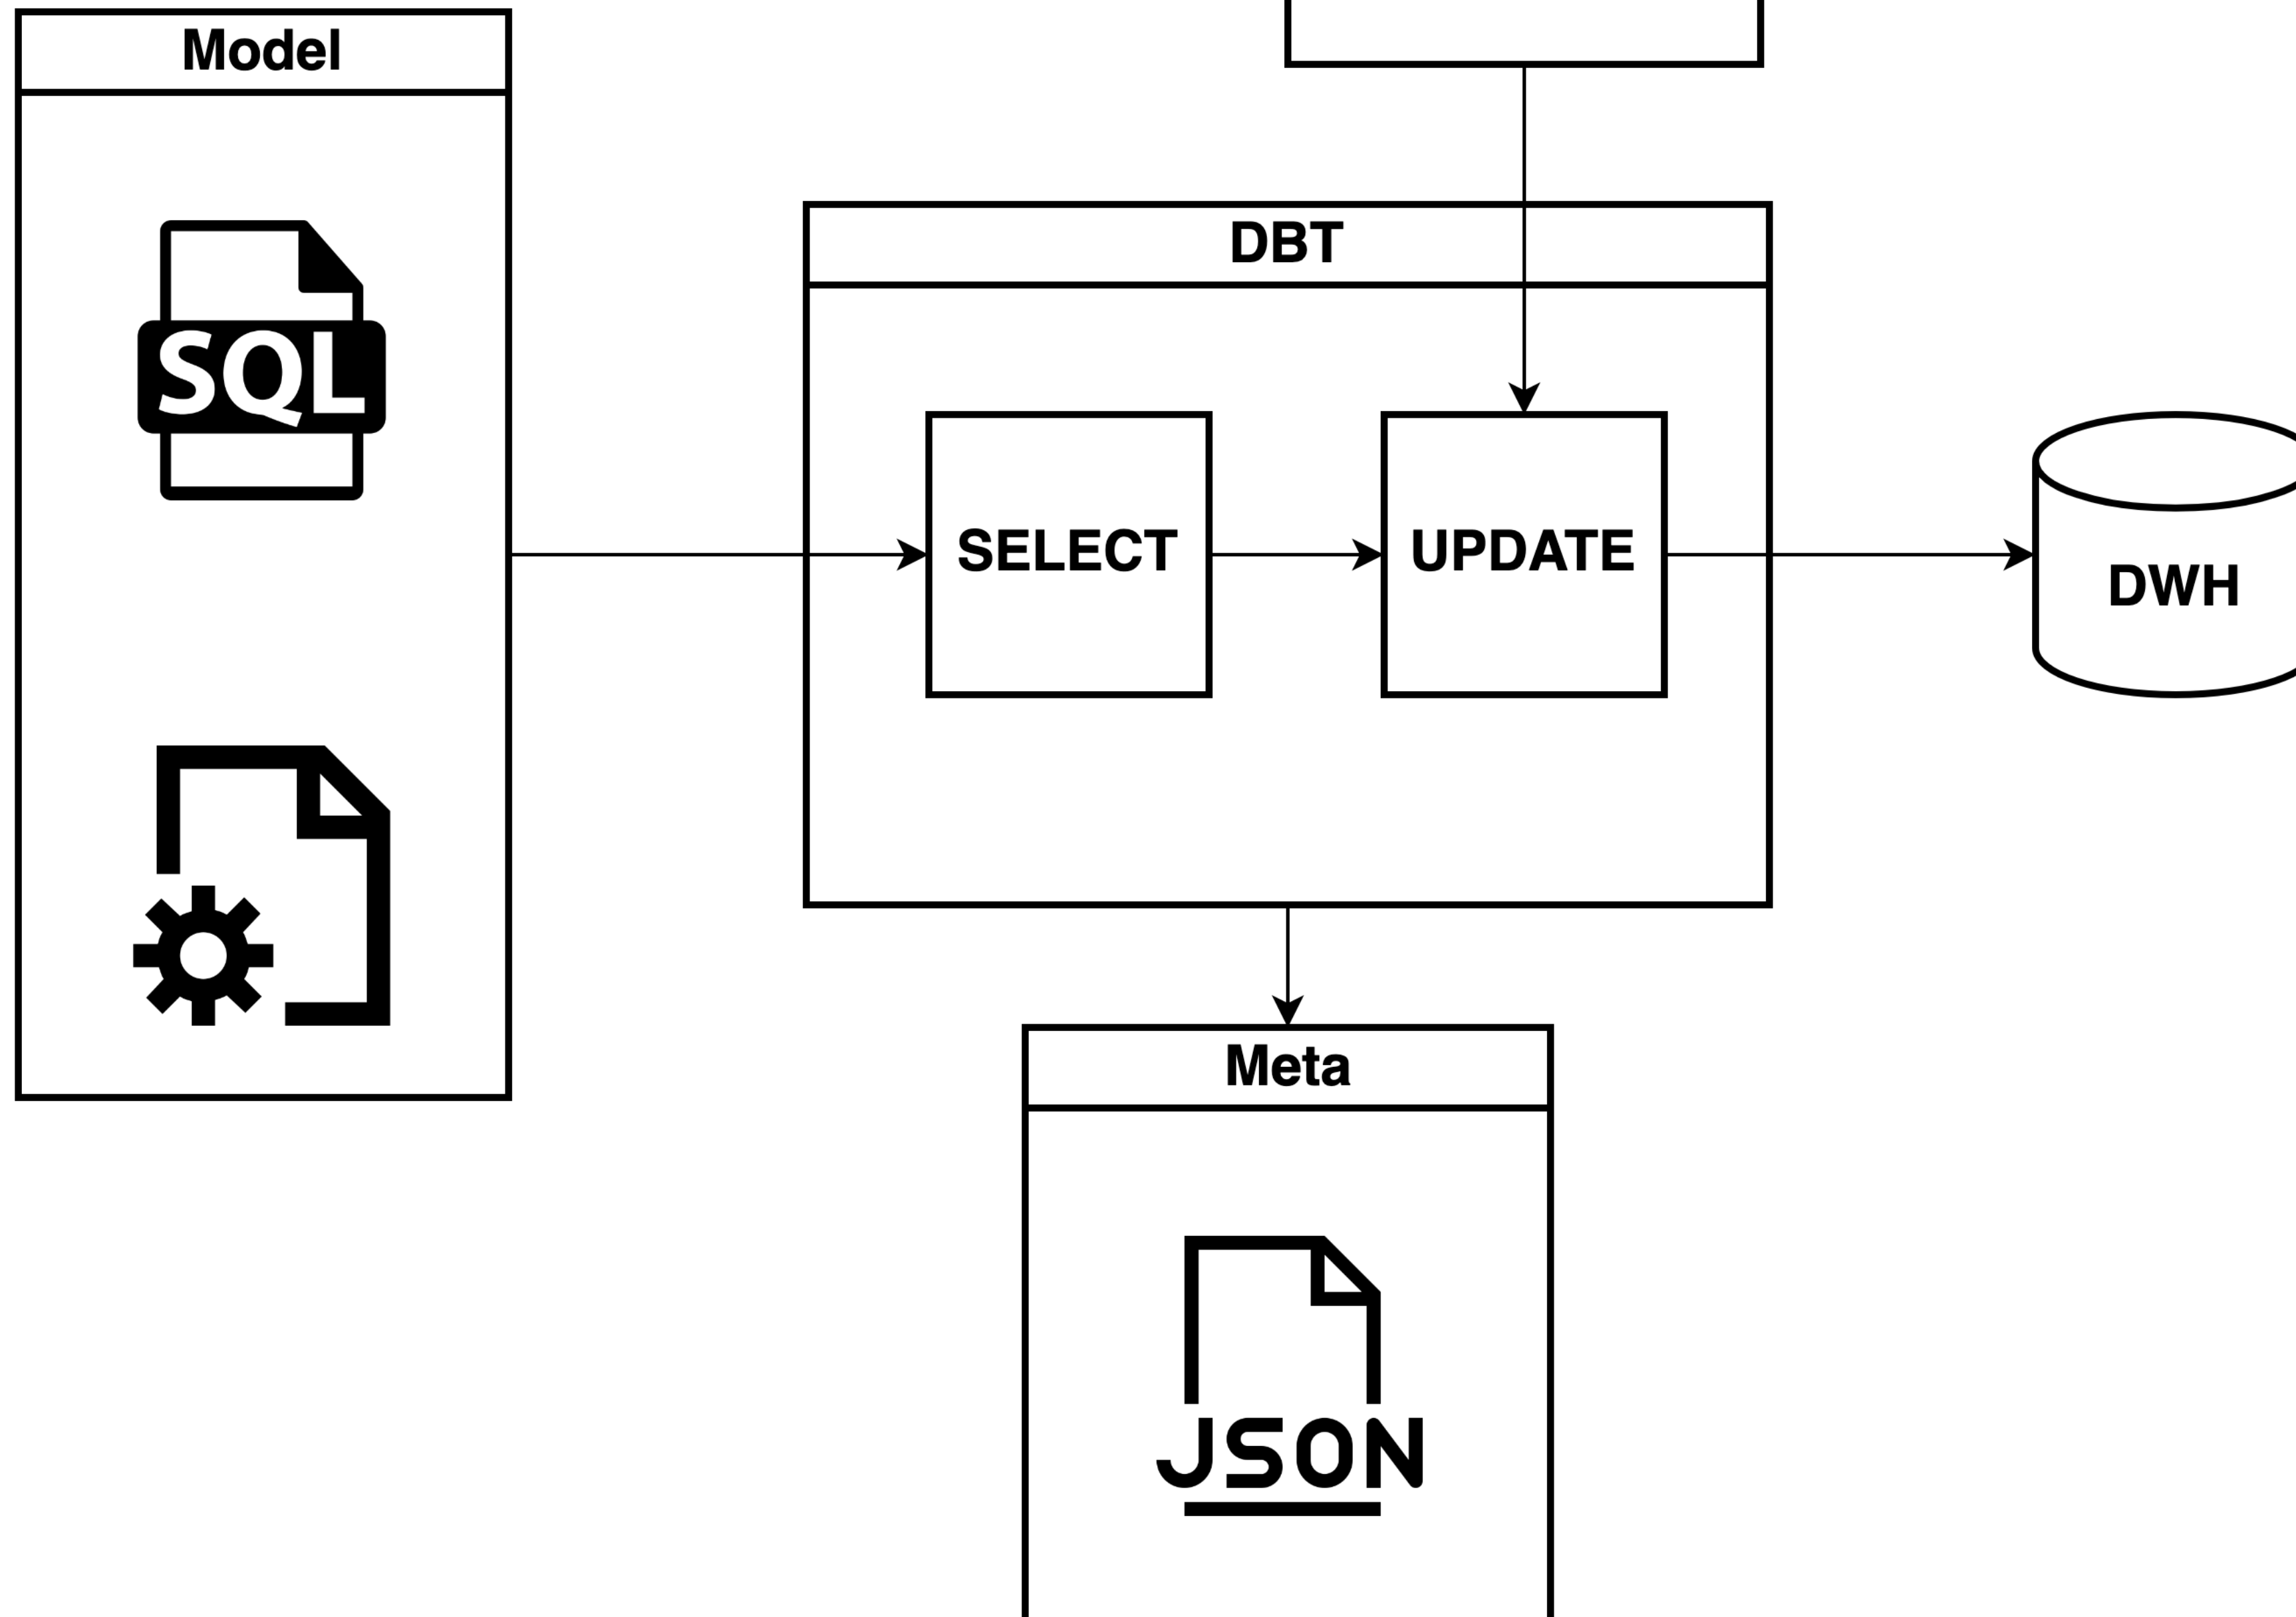 Model
SQL
DBT
SELECT
UPDATE
DWH
Meta
JSON